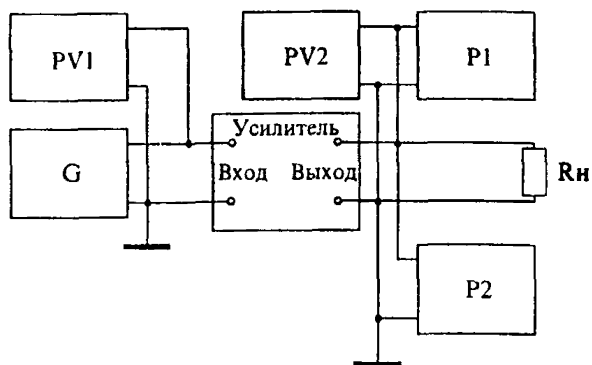 PV1
PV2
P1
G
Усилитель
Вход
Выход
Rн
P2